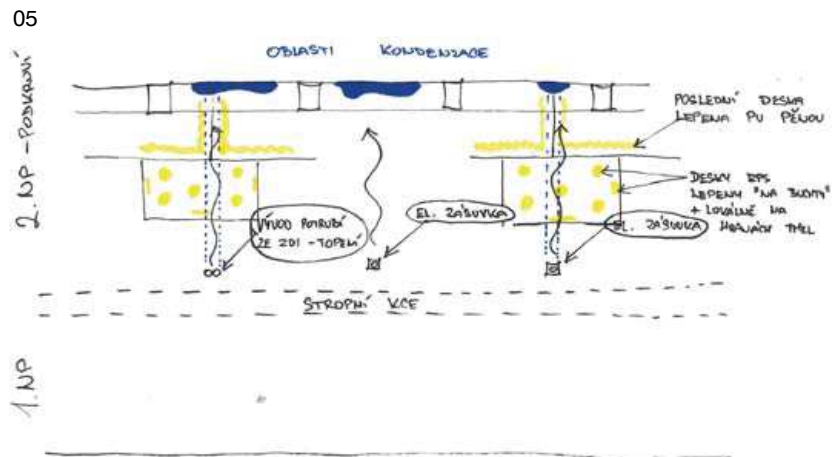 05
OBLASTI KONDENZACE
2. NP - PODKROVÍ
POSLEDNÍ DESKA
LEPENA PU PĚNOU
DESKY EPS
LEPENY "NA BUCHTY"
+ LOKÁLNĚ NA
HRANÁCH TMEL
VÝVOD POTRUBÍ
ZE ZDI - TOPENÍ
EL. ZÁSUVKA
EL. ZÁSUVKA
STROPNÍ KCE
1. NP